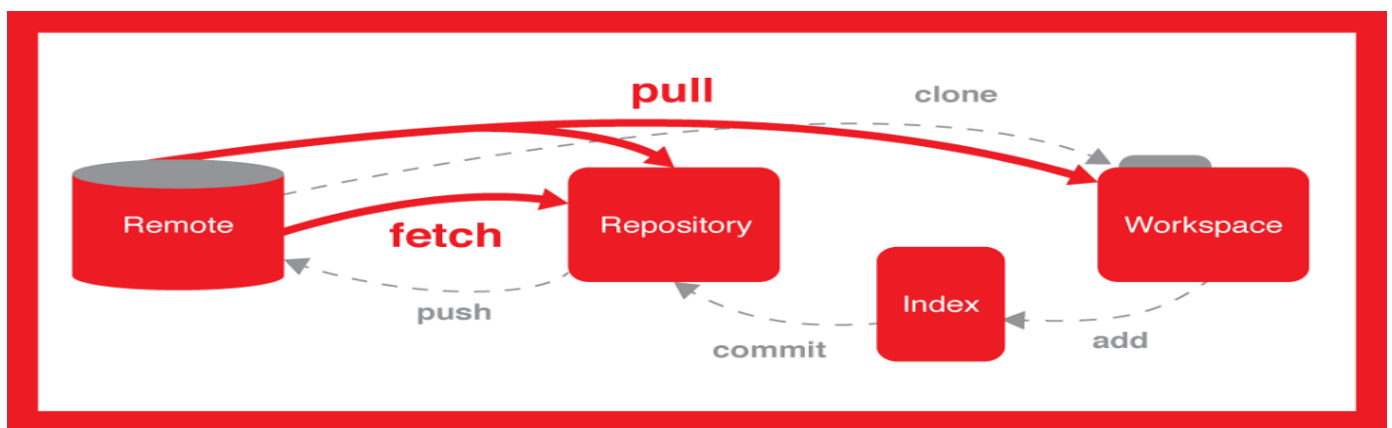 pull
clone
Remote
fetch
Repository
Workspace
push
Index
commit
add